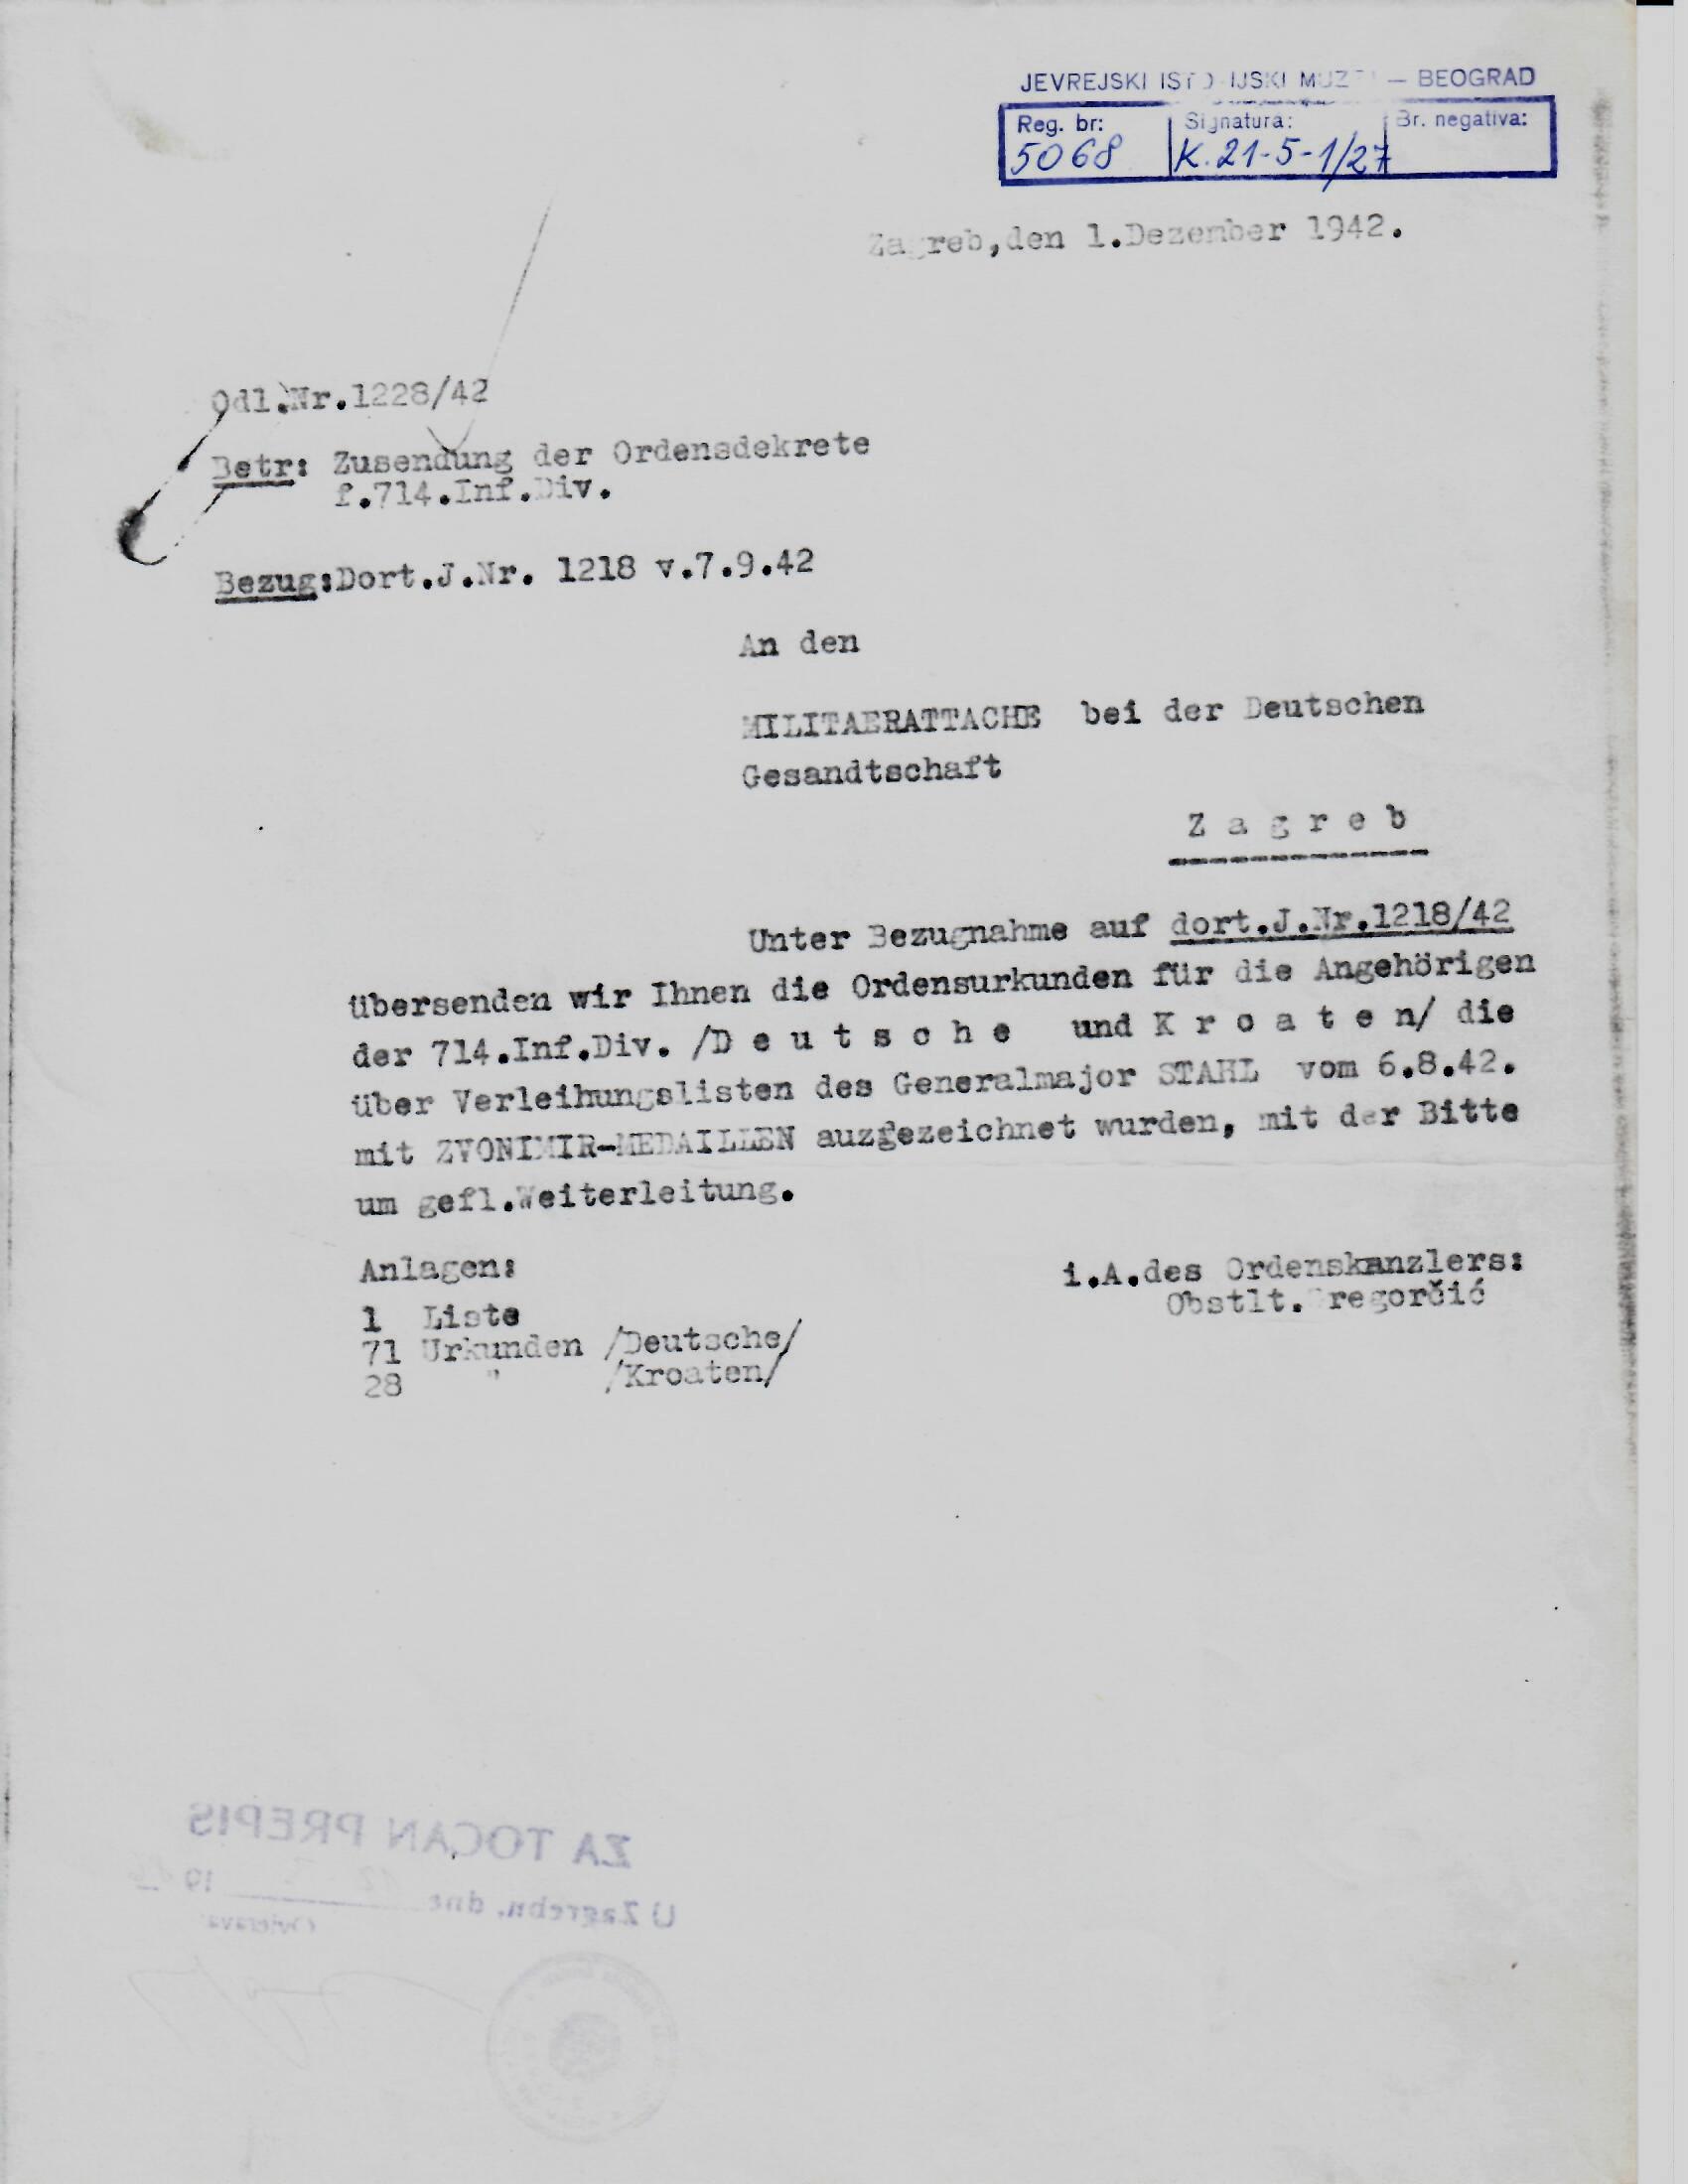 JEVREJSKI ISTORIJSKI MUZEJ — BEOGRAD
Reg. br: Signatura: Br. negativa:
5068 K. 21-5-1/27
Zagreb,den 1.Dezember 1942.
Odl.Nr.1228/42
Betr: Zusendung der Ordensdekrete
f.714.Inf.Div.
Bezug:Dort.J.Nr. 1218 v.7.9.42
An den
MILITAERATTACHE bei der Deutschen
Gesandtschaft
Z a g r e b
Unter Bezugnahme auf dort.J.Nr.1218/42
übersenden wir Ihnen die Ordensurkunden für die Angehörigen
der 714.Inf.Div. /D e u t s c h e und K r o a t e n/ die
über Verleihungslisten des Generalmajor STAHL vom 6.8.42.
mit ZVONIMIR-MEDAILLEN auzgezeichnet wurden, mit der Bitte
um gefl.Weiterleitung.
Anlagen:
1 Liste
71 Urkunden /Deutsche/
28 " /Kroaten/
i.A.des Ordenskanzlers:
Obstlt.Gregorčić
ZA TOCAN PREPIS
U Zagrebu, dne 19
Ovjerava: